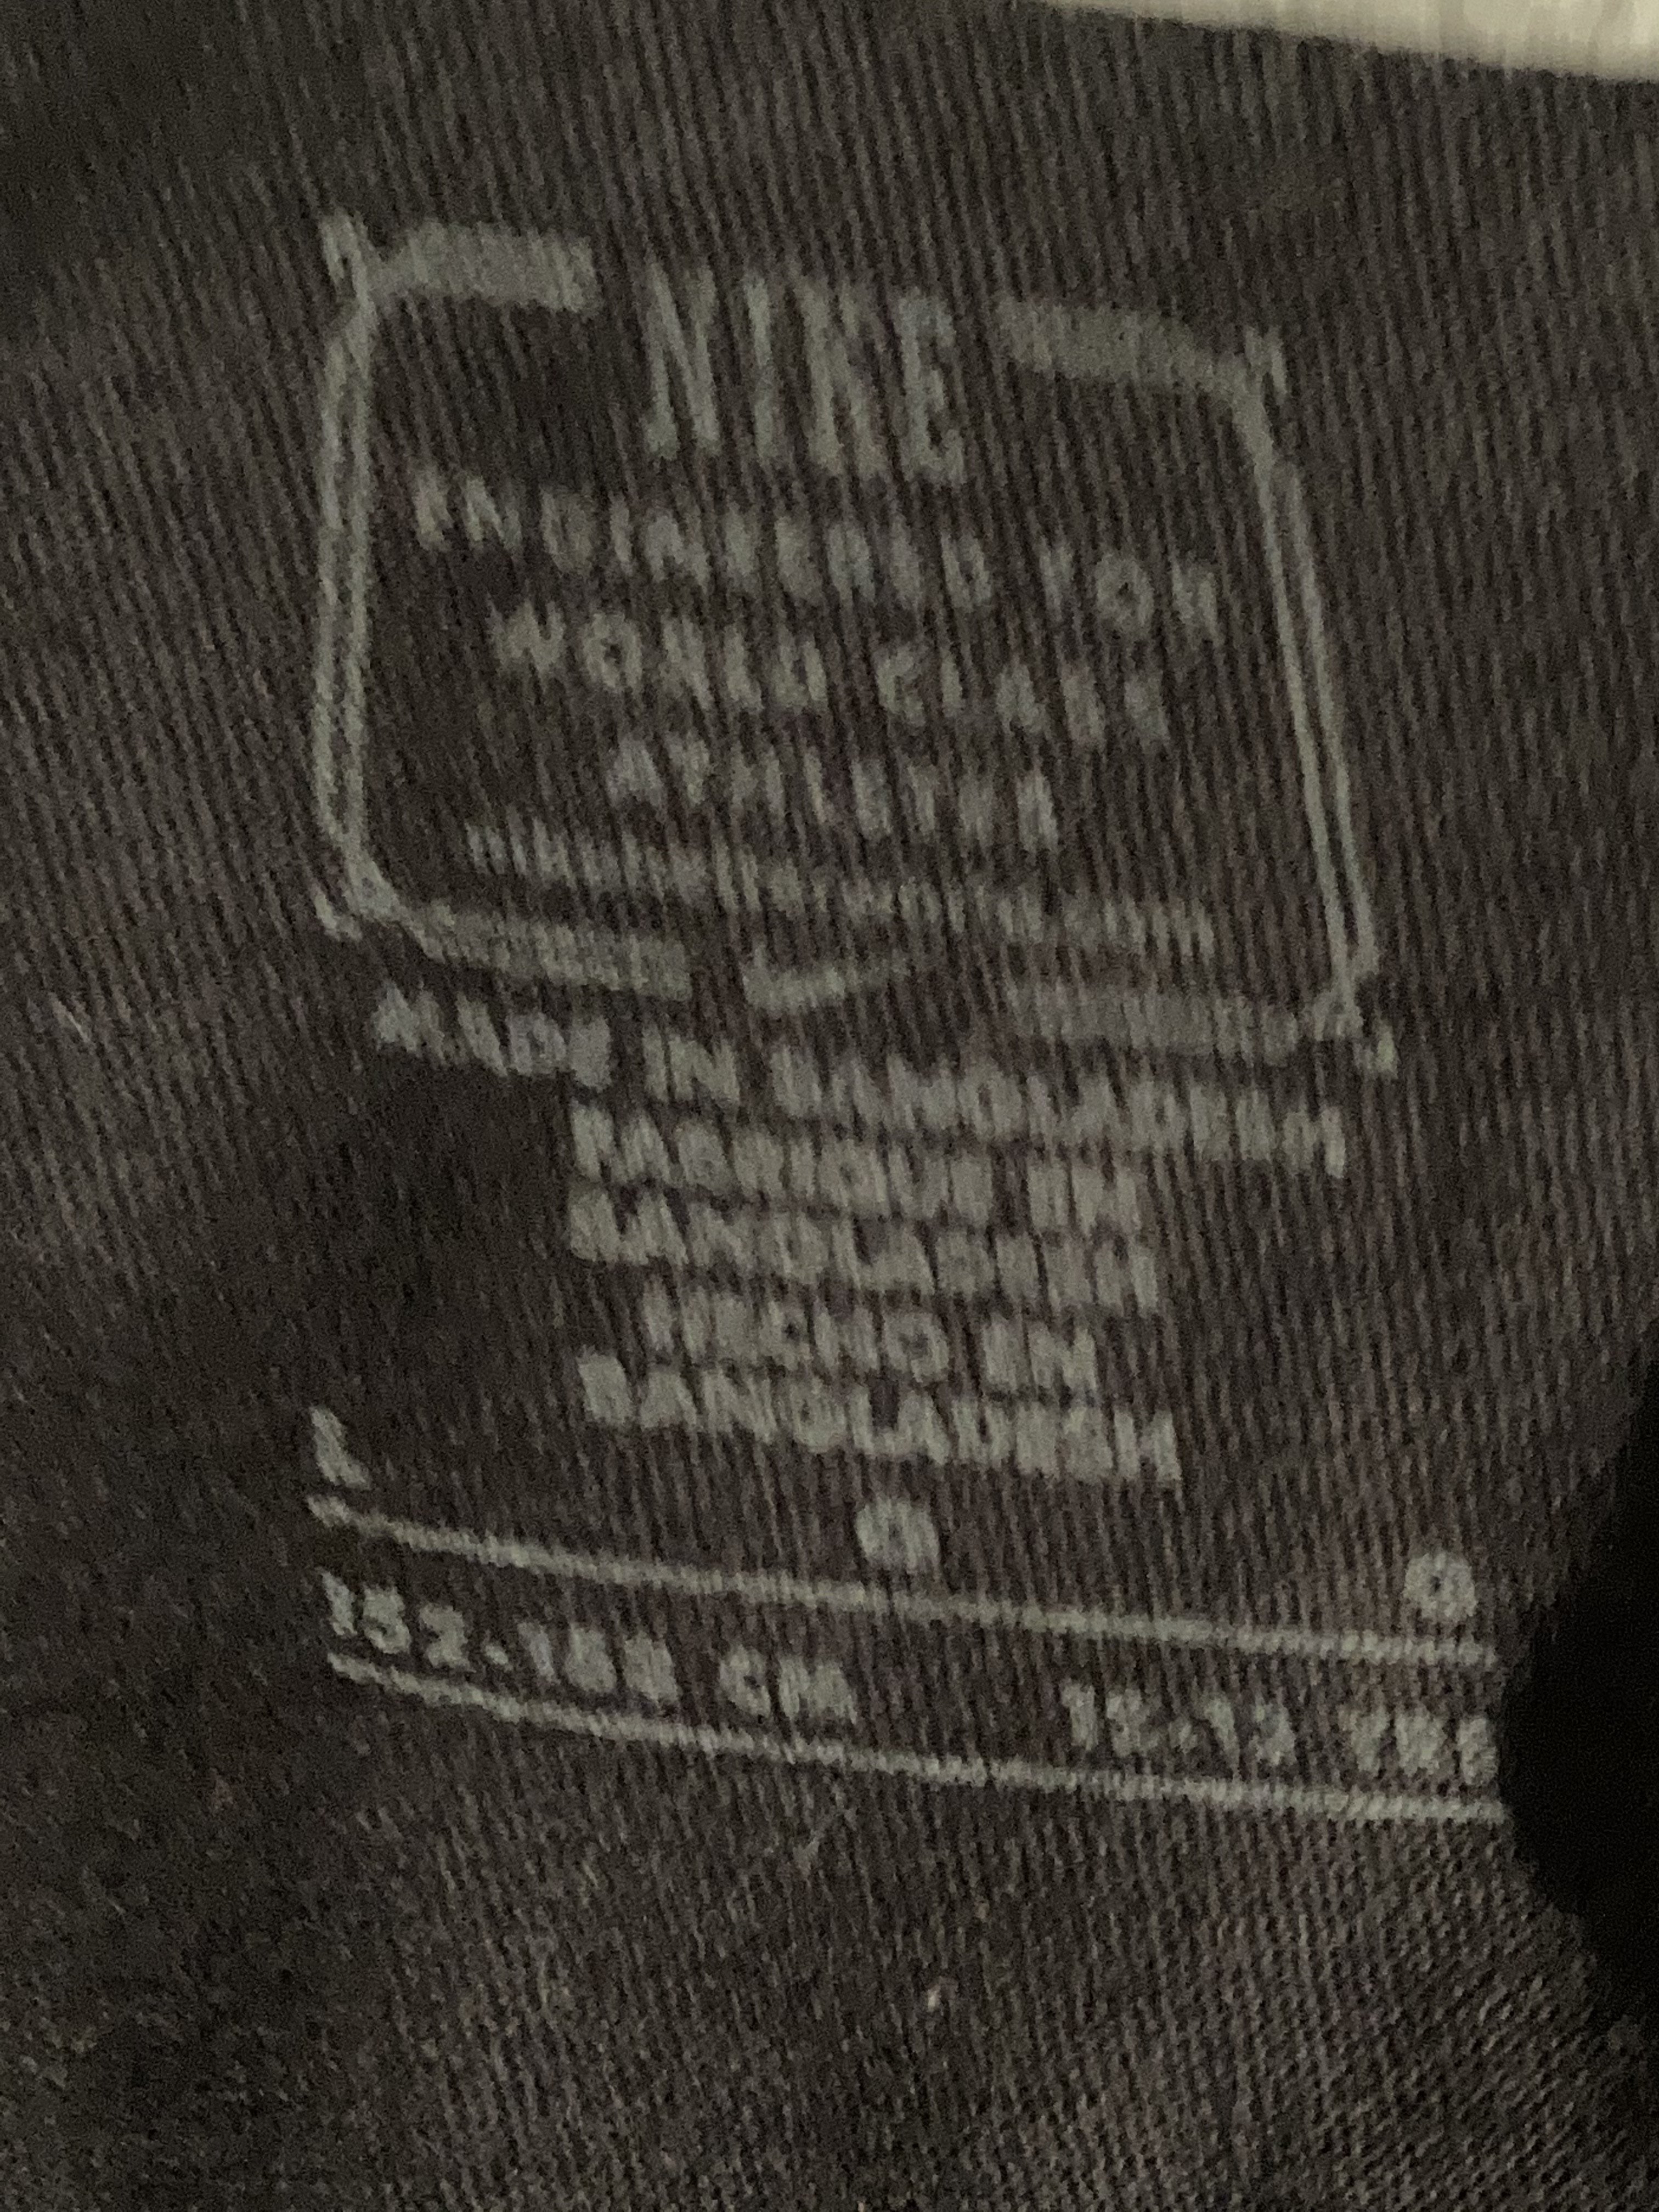 NIKE
ENGINEERED FOR
WORLD CLASS
ATHLETES
MADE IN BANGLADESH
FABRIQUE EN
BANGLADESH
HECHO EN
BANGLADESH
L
G
G
152-158 CM
12-13 YRS